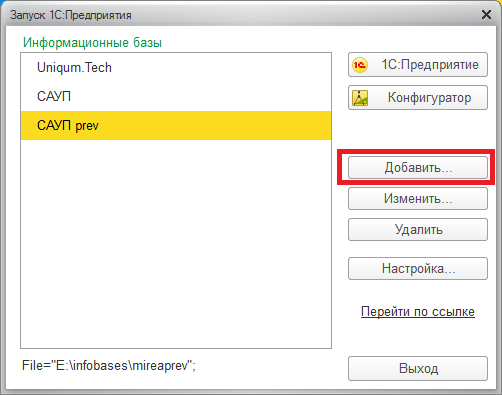 Запуск 1С:Предприятия
Информационные базы
Uniqum.Tech
САУП
САУП prev
1С:Предприятие
Конфигуратор
Добавить...
Изменить...
Удалить
Настройка...
Перейти по ссылке
File="E:\infobases\mireaprev";
Выход